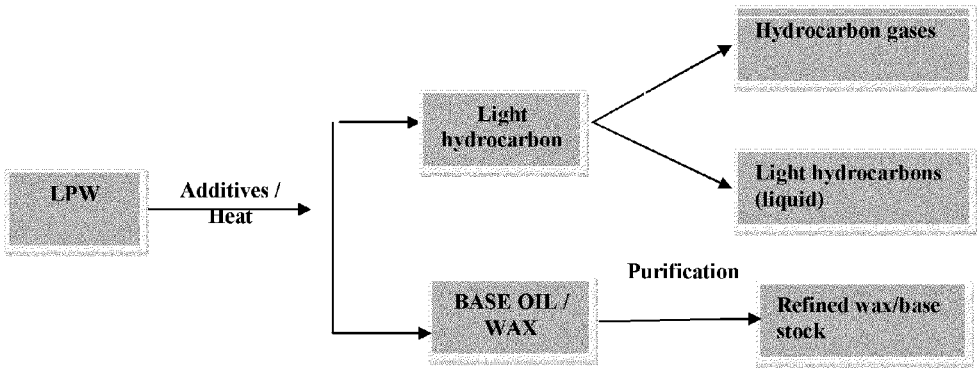 Hydrocarbon gases
Light
hydrocarbon
LPW
Additives /
Heat
Light hydrocarbons
(liquid)
Purification
BASE OIL /
WAX
Refined wax/base
stock